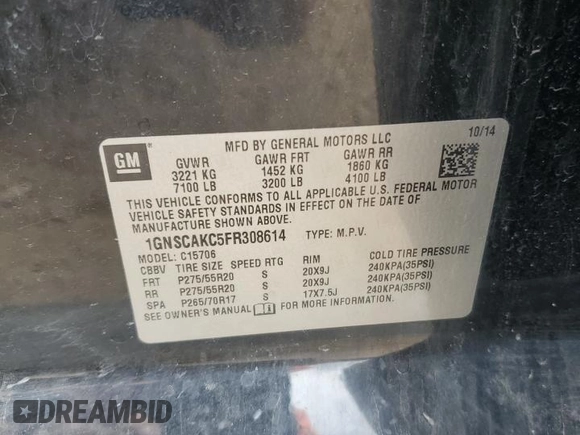 10/14
MFD BY GENERAL MOTORS LLC
GM
GVWR GAWR FRT GAWR RR
3221 KG 1452 KG 1860 KG
7100 LB 3200 LB 4100 LB
THIS VEHICLE CONFORMS TO ALL APPLICABLE U.S. FEDERAL MOTOR
VEHICLE SAFETY STANDARDS IN EFFECT ON THE DATE OF
MANUFACTURE SHOWN ABOVE.
1GNSCAKC5FR308614 TYPE: M.P.V.
MODEL: C15706
CBBV TIRE SIZE SPEED RTG RIM COLD TIRE PRESSURE
FRT P275/55R20 S 20X9J 240KPA(35PSI)
RR P275/55R20 S 20X9J 240KPA(35PSI)
SPA P265/70R17 S 17X7.5J 240KPA(35PSI)
SEE OWNER'S MANUAL FOR MORE INFORMATION.
DREAMBID